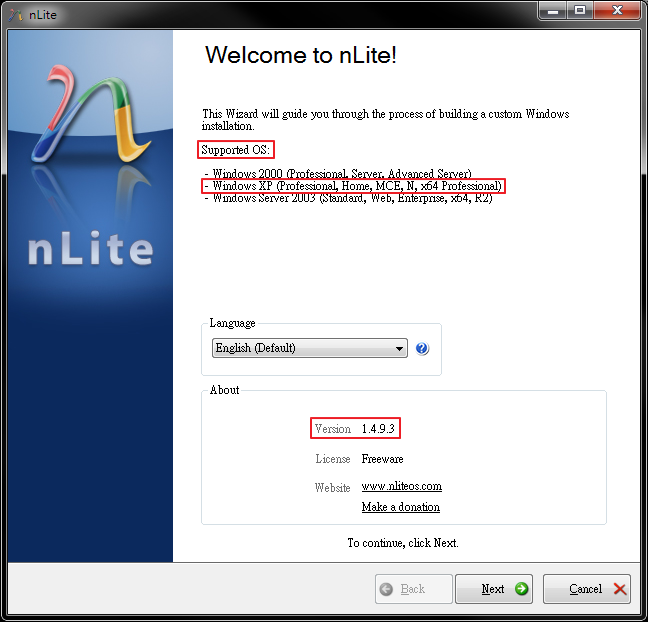 nLite
Welcome to nLite!
This Wizard will guide you through the process of building a custom Windows
installation.
Supported OS:
- Windows 2000 (Professional, Server, Advanced Server)
- Windows XP (Professional, Home, MCE, N, x64 Professional)
- Windows Server 2003 (Standard, Web, Enterprise, x64, R2)
nLite
Language
English (Default)
?
About
Version 1.4.9.3
License Freeware
Website www.nliteos.com
Make a donation
To continue, click Next.
Back Next Cancel